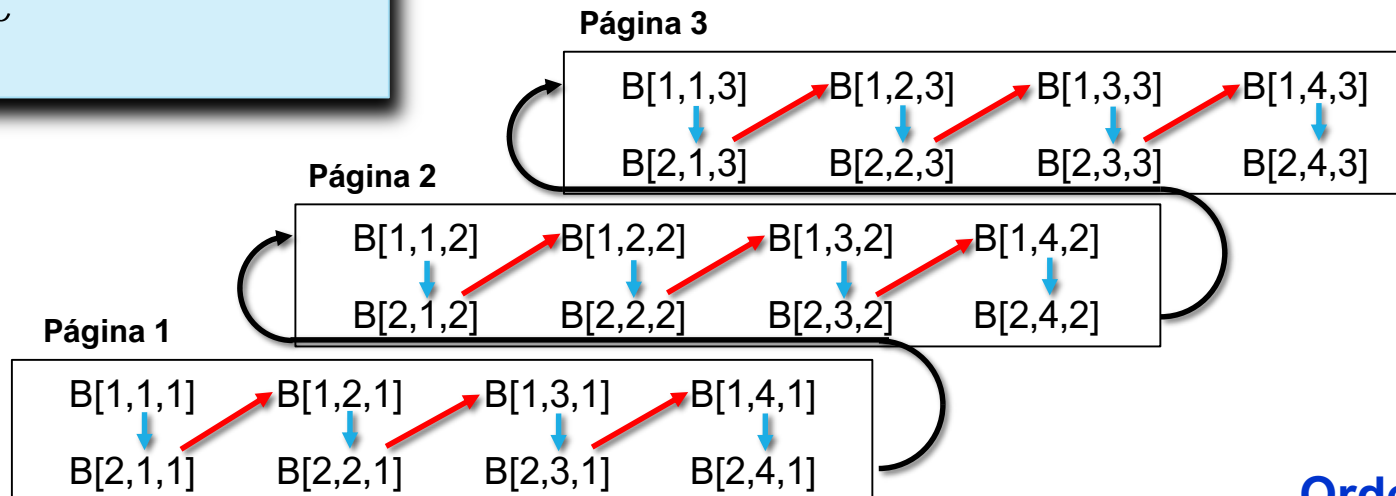 Página 3
B[1,1,3] B[1,2,3] B[1,3,3] B[1,4,3]
B[2,1,3] B[2,2,3] B[2,3,3] B[2,4,3]
Página 2
B[1,1,2] B[1,2,2] B[1,3,2] B[1,4,2]
B[2,1,2] B[2,2,2] B[2,3,2] B[2,4,2]
Página 1
B[1,1,1] B[1,2,1] B[1,3,1] B[1,4,1]
B[2,1,1] B[2,2,1] B[2,3,1] B[2,4,1]